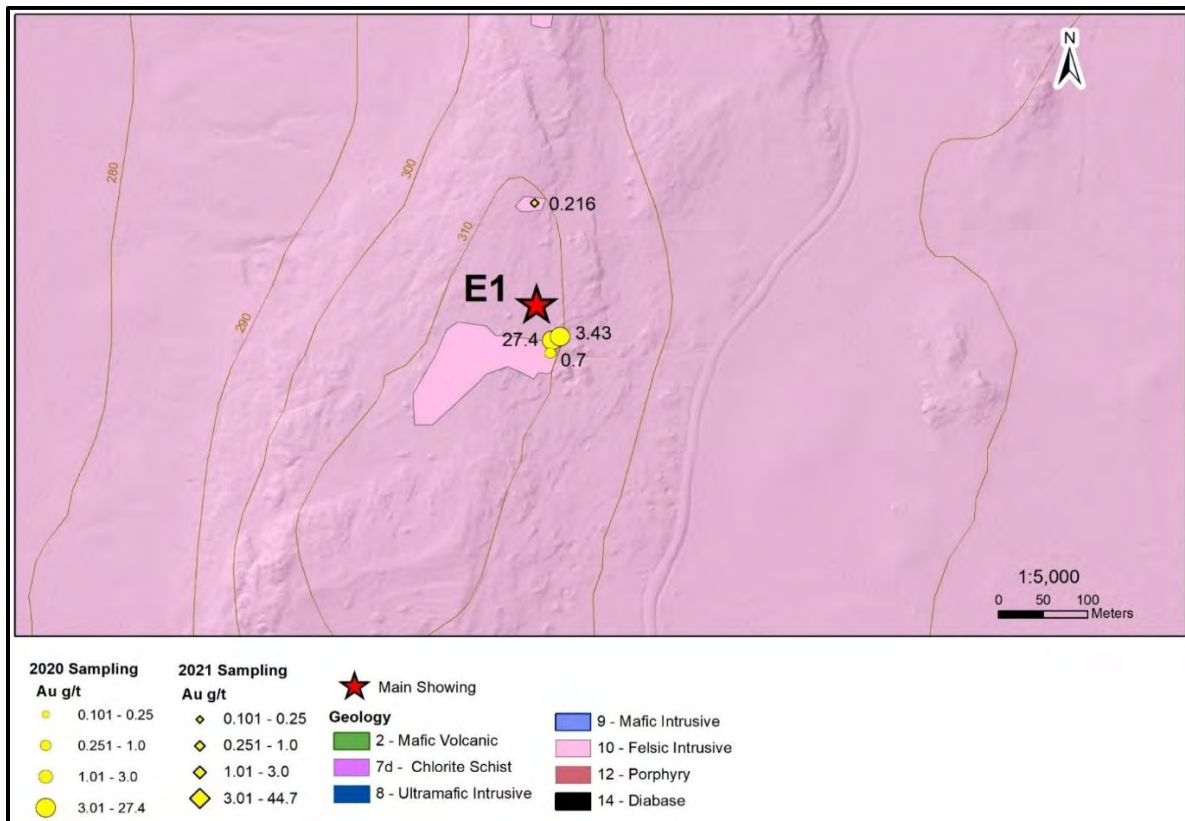 N
280
300
310
290
0.216
E1
27.4
3.43
0.7
1:5,000
0 50 100
Meters
2020 Sampling
Au g/t
0.101 - 0.25
0.251 - 1.0
1.01 - 3.0
3.01 - 27.4
2021 Sampling
Au g/t
0.101 - 0.25
0.251 - 1.0
1.01 - 3.0
3.01 - 44.7
Main Showing
Geology
2 - Mafic Volcanic
7d - Chlorite Schist
8 - Ultramafic Intrusive
9 - Mafic Intrusive
10 - Felsic Intrusive
12 - Porphyry
14 - Diabase